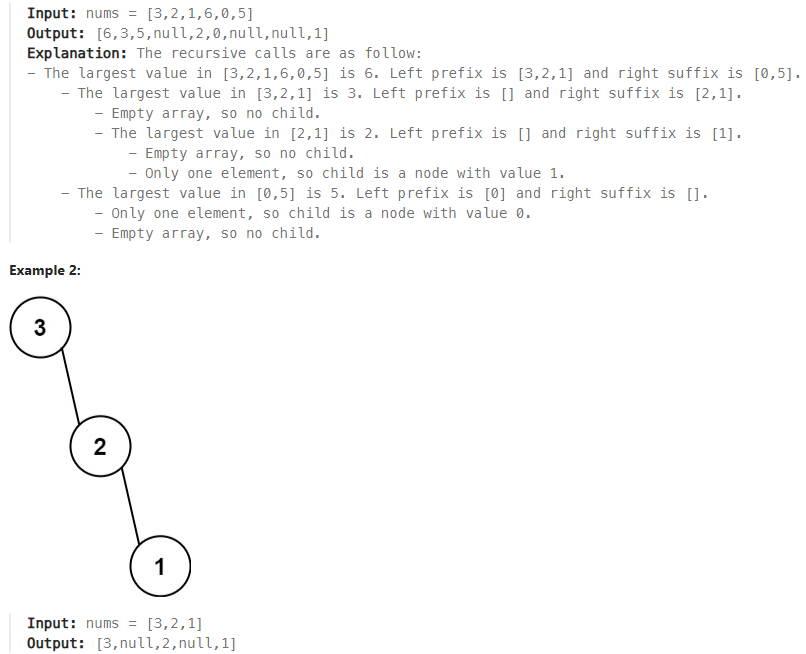 Input: nums = [3,2,1,6,0,5]
Output: [6,3,5,null,2,0,null,null,1]
Explanation: The recursive calls are as follow:
- The largest value in [3,2,1,6,0,5] is 6. Left prefix is [3,2,1] and right suffix is [0,5].
- The largest value in [3,2,1] is 3. Left prefix is [] and right suffix is [2,1].
- Empty array, so no child.
- The largest value in [2,1] is 2. Left prefix is [] and right suffix is [1].
- Empty array, so no child.
- Only one element, so child is a node with value 1.
- The largest value in [0,5] is 5. Left prefix is [0] and right suffix is [].
- Only one element, so child is a node with value 0.
- Empty array, so no child.
Example 2:
3
2
1
Input: nums = [3,2,1]
Output: [3,null,2,null,1]